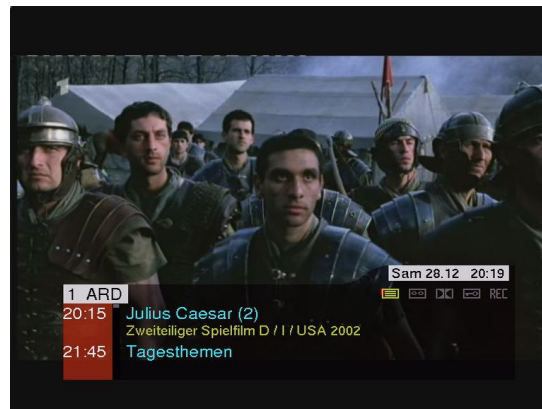 Sam 28.12 20:19
1 ARD
REC
20:15 Julius Caesar (2)
Zweiteiliger Spielfilm D / I / USA 2002
21:45 Tagesthemen